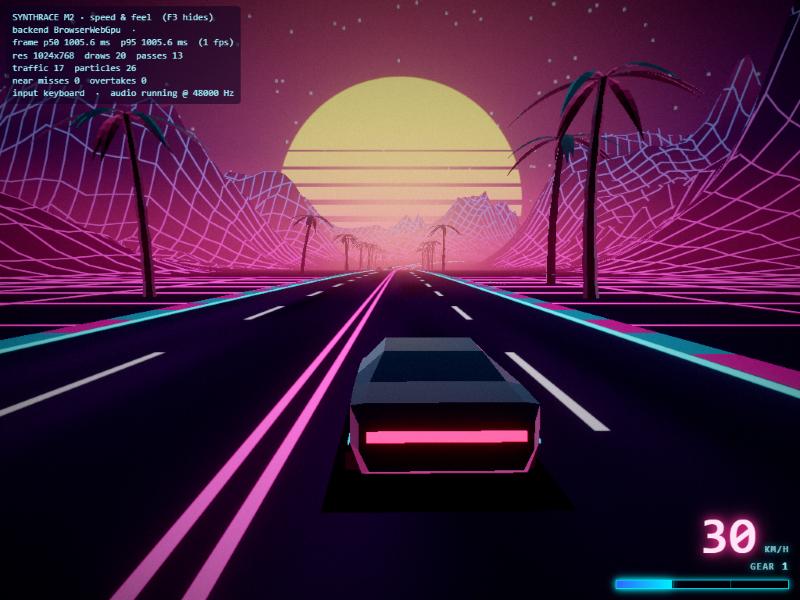 SYNTHRACE M2 · speed & feel (F3 hides)
backend BrowserWebGpu ·
frame p50 1005.6 ms p95 1005.6 ms (1 fps)
res 1024x768 draws 20 passes 13
traffic 17 particles 26
near misses 0 overtakes 0
input keyboard · audio running @ 48000 Hz
30 KM/H
GEAR 1